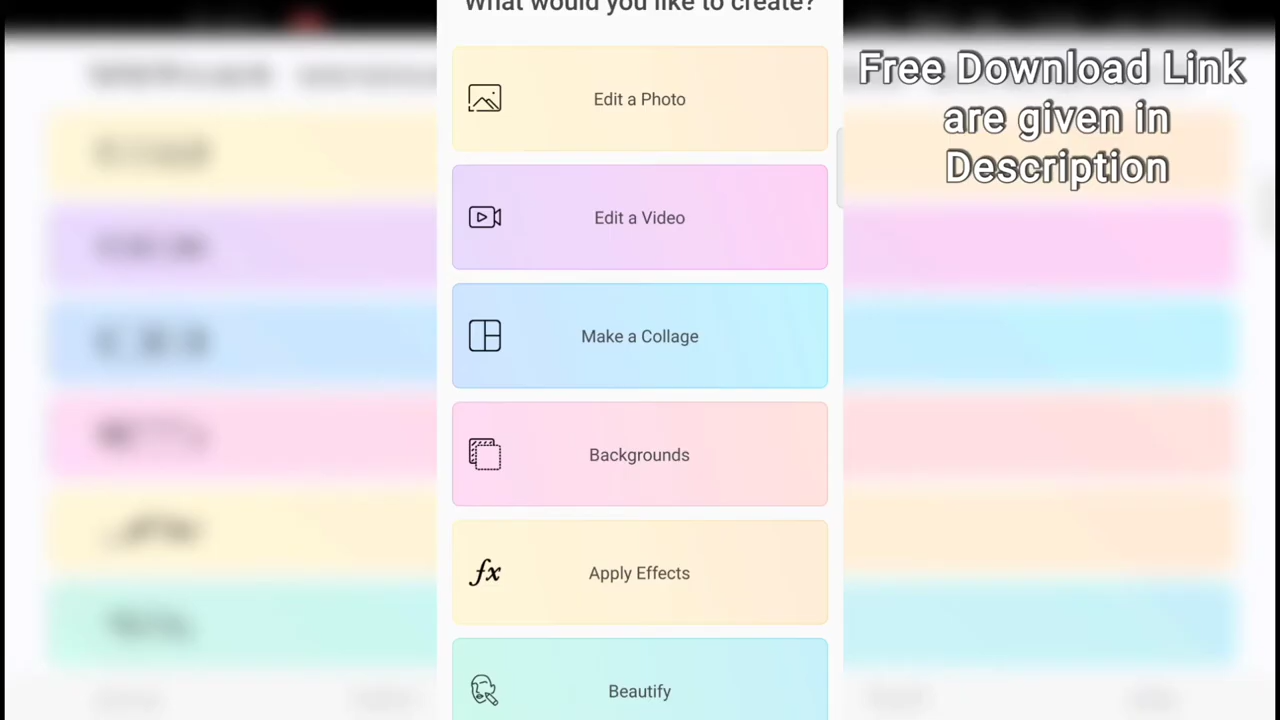 What would you like to create?
Free Download Link
are given in
Description
Edit a Photo
Edit a Video
Make a Collage
Backgrounds
fx
Apply Effects
Beautify